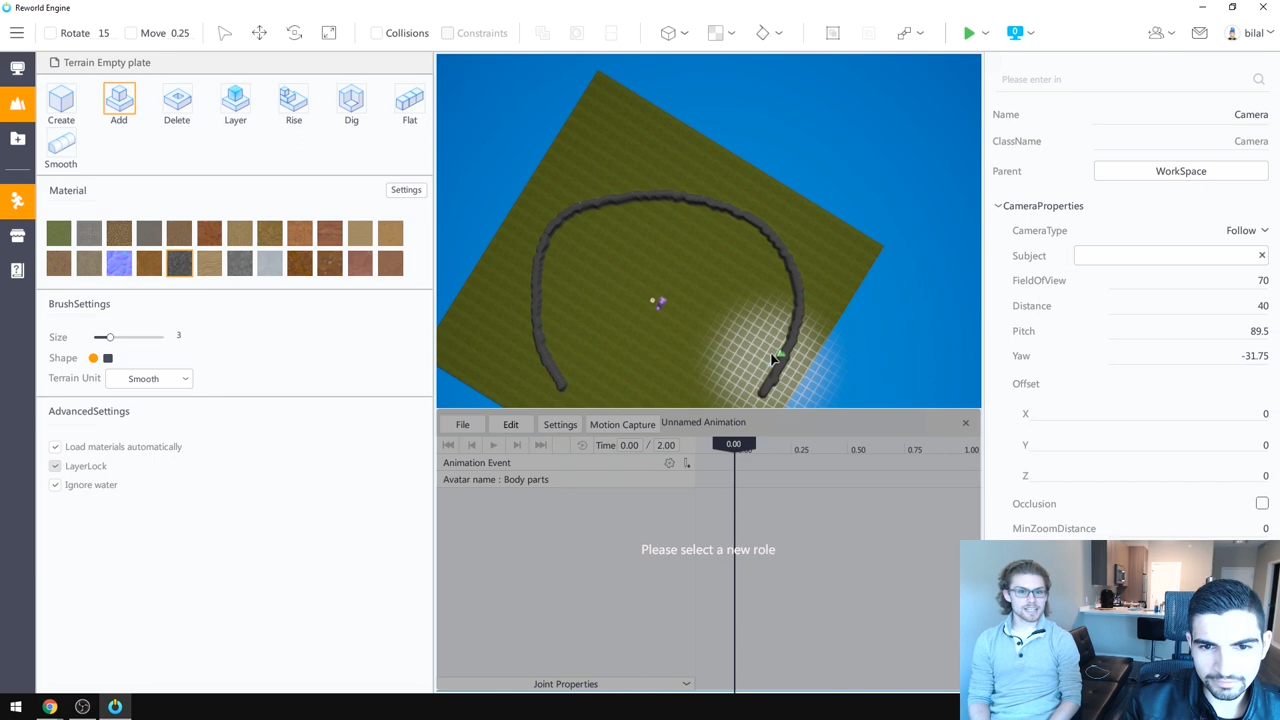 Reworld Engine
Rotate 15 Move 0.25 Collisions Constraints bilal
Terrain Empty plate
Create Add Delete Layer Rise Dig Flat
Smooth
Material Settings
BrushSettings
Size 3
Shape
Terrain Unit Smooth
AdvancedSettings
Load materials automatically
LayerLock
Ignore water
File Edit Settings Motion Capture Unnamed Animation
Time 0.00 / 2.00 0.00 0.25 0.50 0.75 1.00
Animation Event
Avatar name : Body parts
Please select a new role
Joint Properties
Please enter in
Name Camera
ClassName Camera
Parent WorkSpace
CameraProperties
CameraType Follow
Subject
FieldOfView 70
Distance 40
Pitch 89.5
Yaw -31.75
Offset
X 0
Y 0
Z 0
Occlusion
MinZoomDistance 0